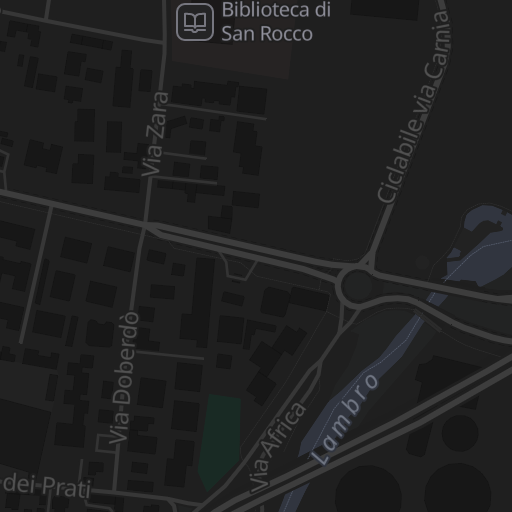 Biblioteca di
San Rocco
Ciclabile via Carnia
Via Zara
Via Doberdò
Lambro
Via Africa
dei Prati